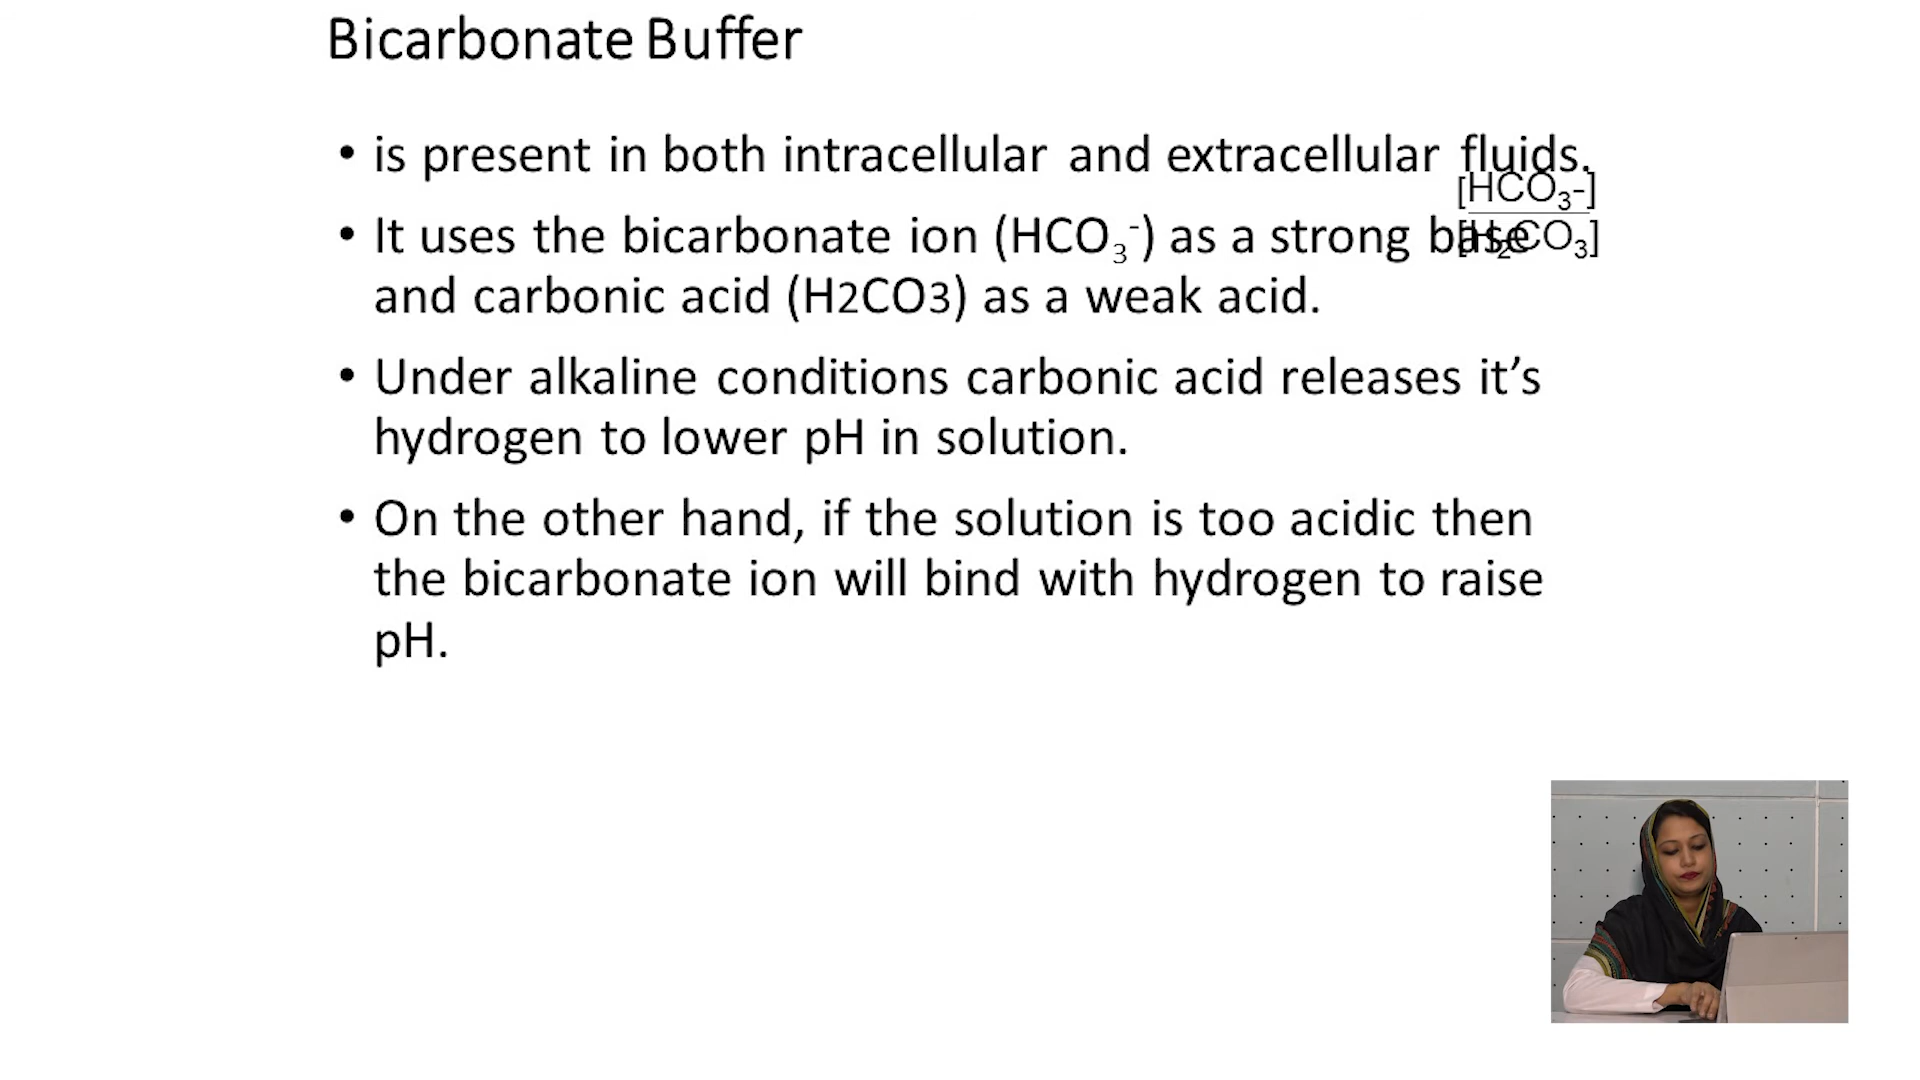 Bicarbonate Buffer
• is present in both intracellular and extracellular fluids.
[HCO₃-]
[H₂CO₃]
• It uses the bicarbonate ion (HCO₃⁻) as a strong base
and carbonic acid (H2CO3) as a weak acid.
• Under alkaline conditions carbonic acid releases it’s
hydrogen to lower pH in solution.
• On the other hand, if the solution is too acidic then
the bicarbonate ion will bind with hydrogen to raise
pH.